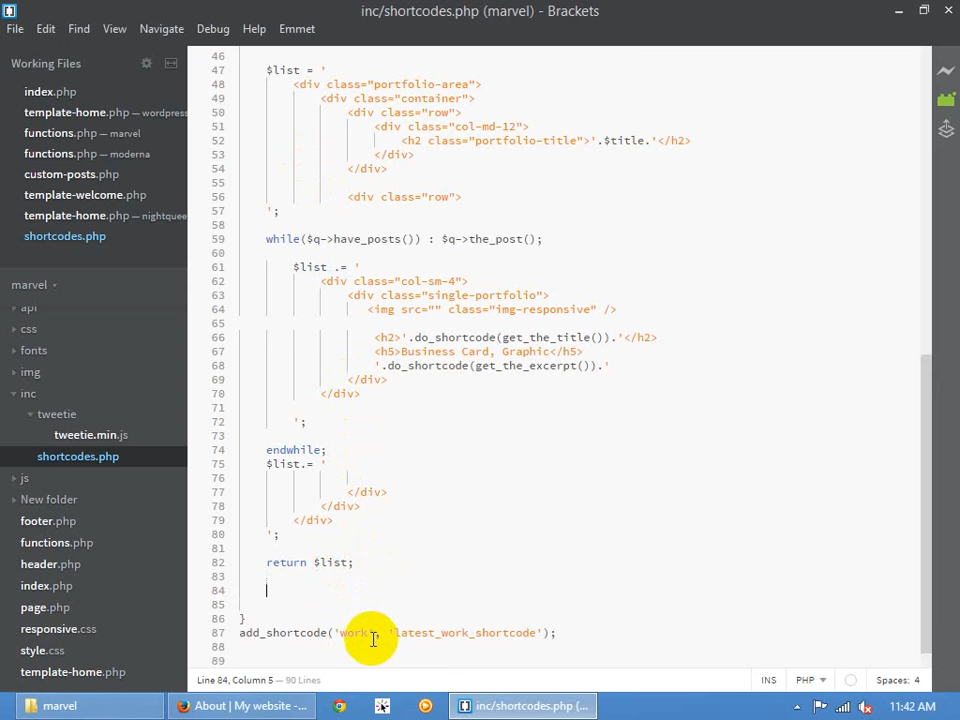 inc/shortcodes.php (marvel) - Brackets
File Edit Find View Navigate Debug Help Emmet
Working Files
index.php
template-home.php — wordpress
functions.php — marvel
functions.php — moderna
custom-posts.php
template-welcome.php
template-home.php — nightquee
shortcodes.php
marvel
api
css
fonts
img
inc
tweetie
tweetie.min.js
shortcodes.php
js
New folder
footer.php
functions.php
header.php
index.php
page.php
responsive.css
style.css
template-home.php
46
47 $list = '
48 <div class="portfolio-area">
49 <div class="container">
50 <div class="row">
51 <div class="col-md-12">
52 <h2 class="portfolio-title">'.$title.'</h2>
53 </div>
54 </div>
55
56 <div class="row">
57 ';
58
59 while($q->have_posts()) : $q->the_post();
60
61 $list .= '
62 <div class="col-sm-4">
63 <div class="single-portfolio">
64 <img src="" class="img-responsive" />
65
66 <h2>'.do_shortcode(get_the_title()).'</h2>
67 <h5>Business Card, Graphic</h5>
68 '.do_shortcode(get_the_excerpt()).'
69 </div>
70 </div>
71
72 ';
73
74 endwhile;
75 $list.= '
76
77 </div>
78 </div>
79 </div>
80 ';
81
82 return $list;
83
84
85
86 }
87 add_shortcode('work', 'latest_work_shortcode');
88
89
Line 84, Column 5 — 90 Lines
INS PHP Spaces: 4
marvel
About | My website -...
inc/shortcodes.php (...
11:42 AM